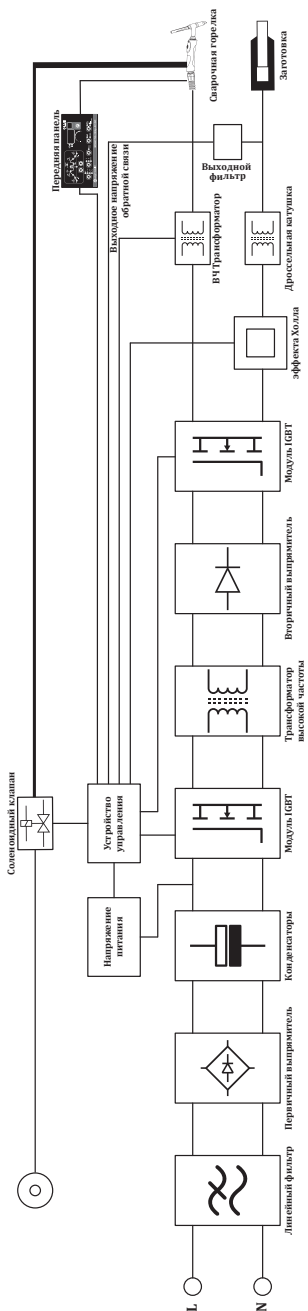 Сварочная горелка
Заготовка
Передняя панель
Выходное напряжение
обратной связи
Выходной
фильтр
ВЧ Трансформатор
Дроссельная катушка
эффекта Холла
Модуль IGBT
Вторичный выпрямитель
Трансформатор
высокой частоты
Соленоидный клапан
Устройство
управления
Модуль IGBT
Напряжение
питания
Конденсаторы
Первичный выпрямитель
Линейный фильтр
L
N